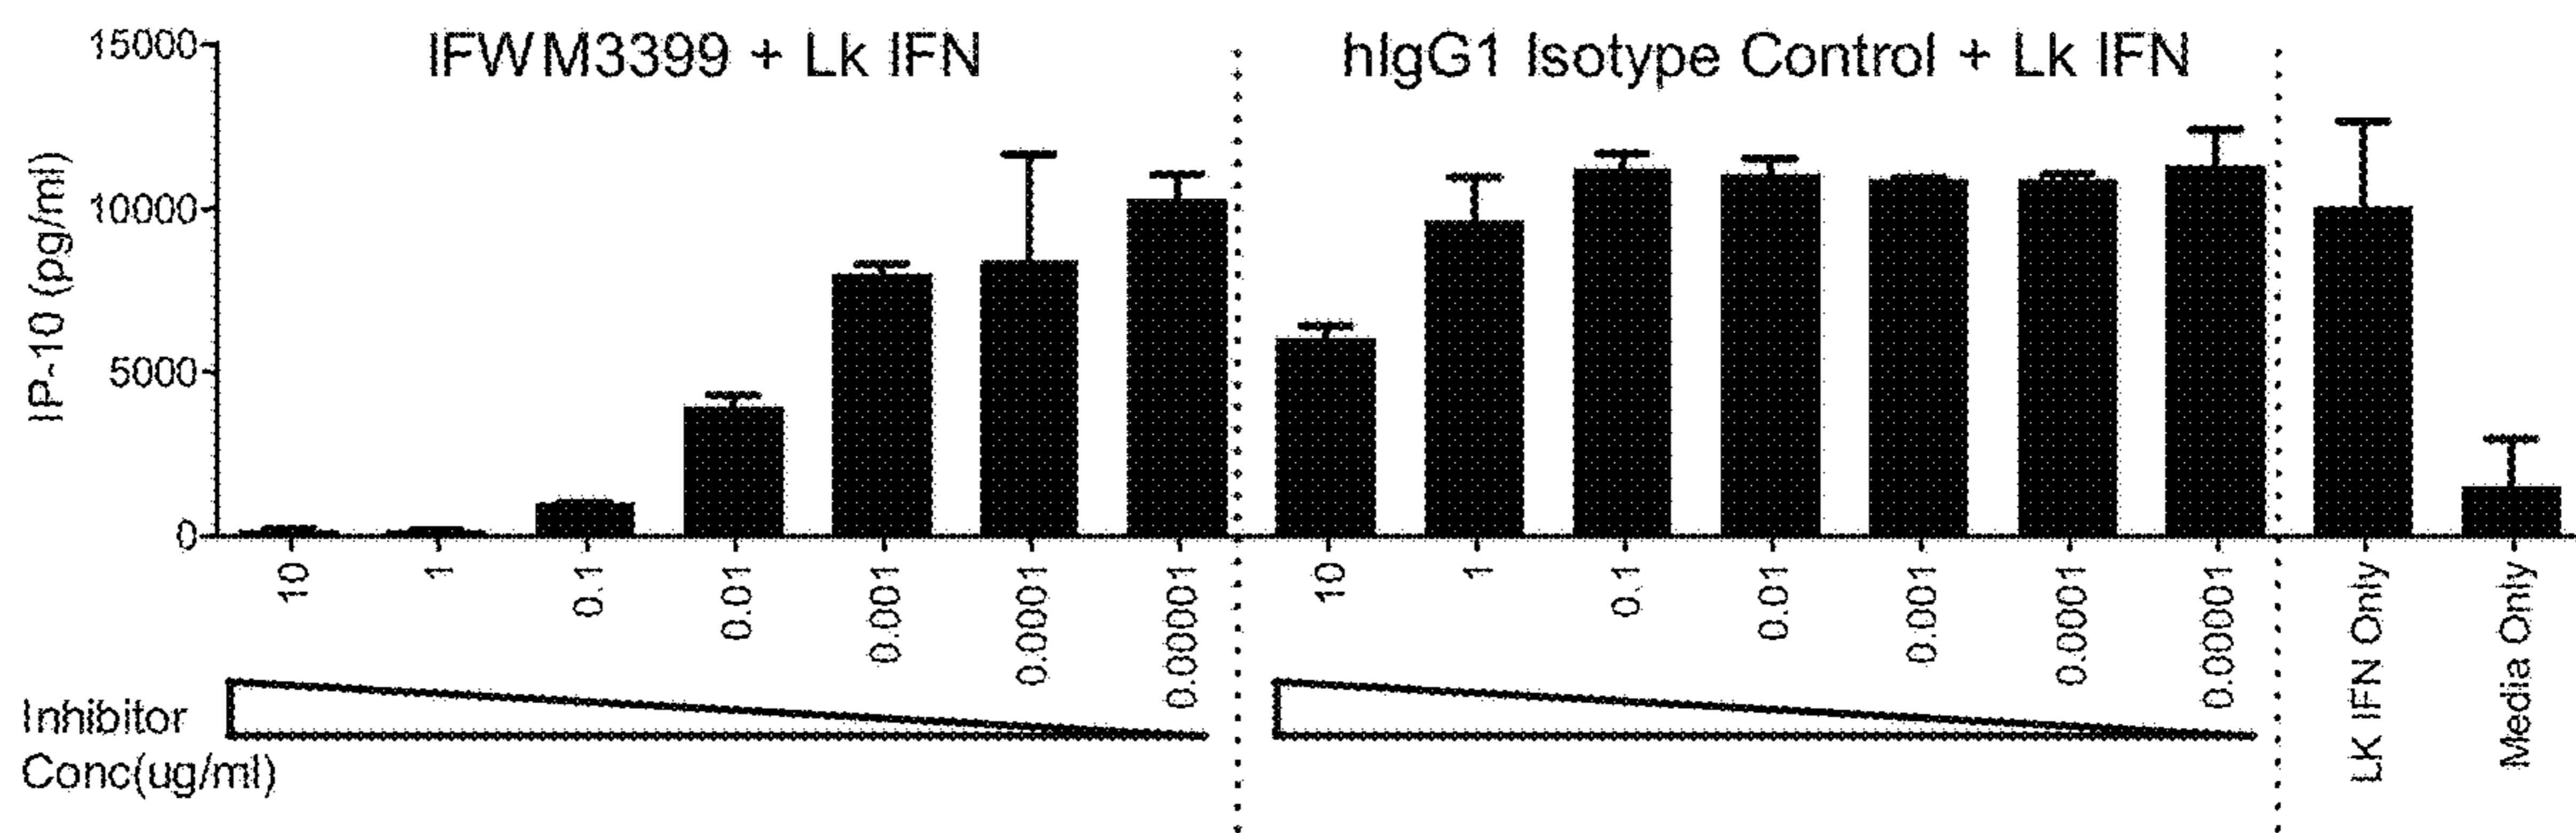 IFWM3399 + Lk IFN
hIgG1 Isotype Control + Lk IFN
IP-10 (pg/ml)
15000
10000
5000
0
10
1
0.1
0.01
0.001
0.0001
0.00001
10
1
0.1
0.01
0.001
0.0001
0.00001
LK IFN Only
Media Only
Inhibitor
Conc(ug/ml)